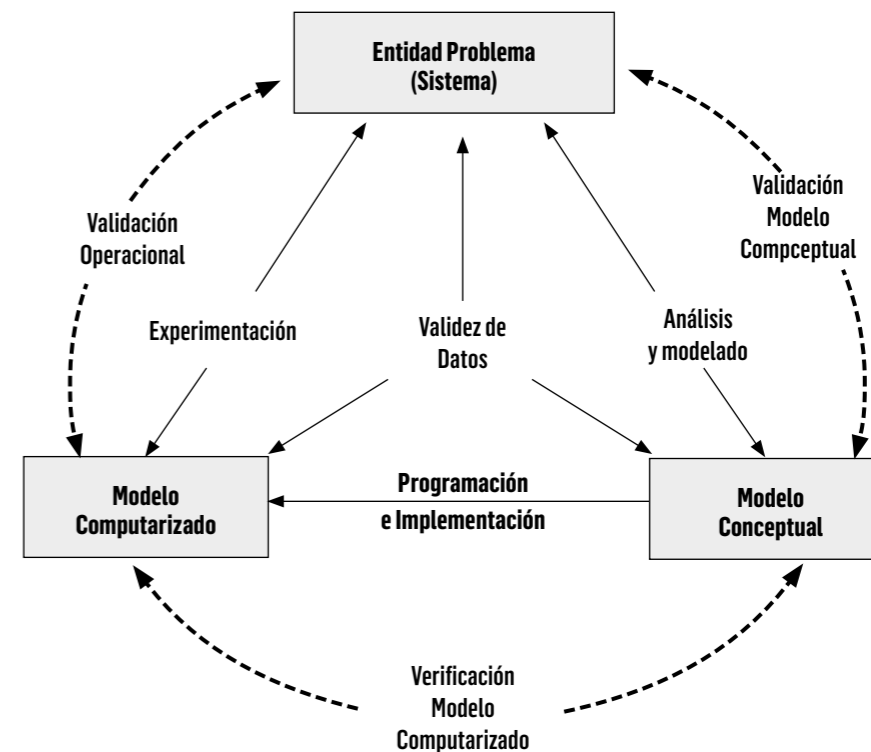 Entidad Problema
(Sistema)
Validación
Modelo
Compceptual
Validación
Operacional
Experimentación
Validez de
Datos
Análisis
y modelado
Modelo
Computarizado
Programación
e Implementación
Modelo
Conceptual
Verificación
Modelo
Computarizado